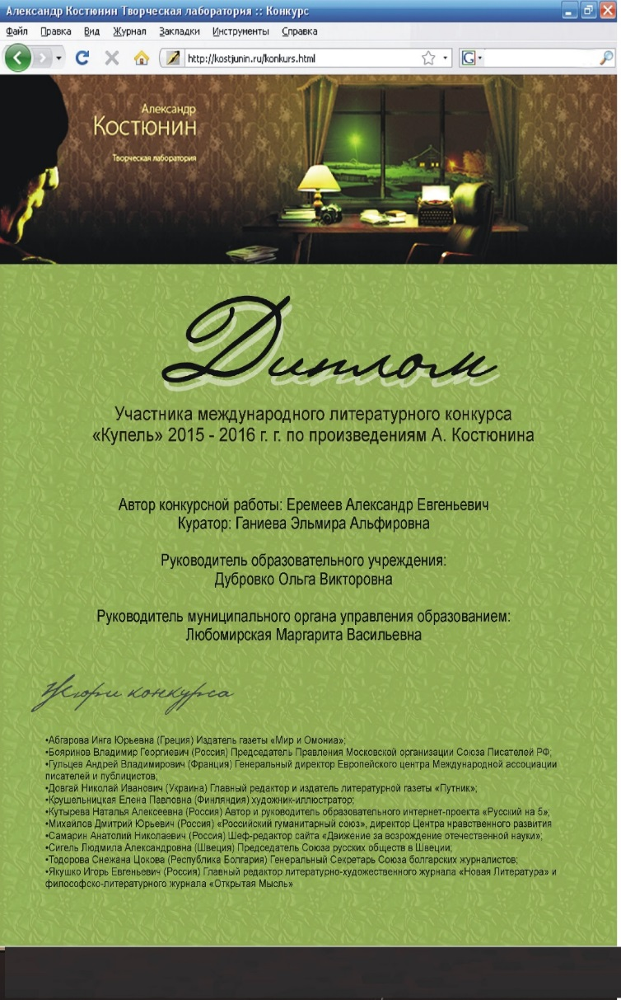 Александр Костюнин Творческая лаборатория :: Конкурс
Файл Правка Вид Журнал Закладки Инструменты Справка
http://kostjunin.ru/konkurs.html
Александр
Костюнин
Творческая лаборатория
Диплом
Участника международного литературного конкурса
«Купель» 2015 - 2016 г. г. по произведениям А. Костюнина
Автор конкурсной работы: Еремеев Александр Евгеньевич
Куратор: Ганиева Эльмира Альфировна
Руководитель образовательного учреждения:
Дубровко Ольга Викторовна
Руководитель муниципального органа управления образованием:
Любомирская Маргарита Васильевна
Жюри конкурса
•Абгарова Инга Юрьевна (Греция) Издатель газеты «Мир и Омониа»;
•Бояринов Владимир Георгиевич (Россия) Председатель Правления Московской организации Союза Писателей РФ;
•Гульцев Андрей Владимирович (Франция) Генеральный директор Европейского центра Международной ассоциации
писателей и публицистов;
•Довгай Николай Иванович (Украина) Главный редактор и издатель литературной газеты «Путник»;
•Крушельницкая Елена Павловна (Финляндия) художник-иллюстратор;
•Кутырева Наталья Алексеевна (Россия) Автор и руководитель образовательного интернет-проекта «Русский на 5»;
•Михайлов Дмитрий Юрьевич (Россия) «Российский гуманитарный союз», директор Центра нравственного развития
•Самарин Анатолий Николаевич (Россия) Шеф-редактор сайта «Движение за возрождение отечественной науки»;
•Сигель Людмила Александровна (Швеция) Председатель Союза русских обществ в Швеции;
•Тодорова Снежана Цокова (Республика Болгария) Генеральный Секретарь Союза болгарских журналистов;
•Якушко Игорь Евгеньевич (Россия) Главный редактор литературно-художественного журнала «Новая Литература» и
философско-литературного журнала «Открытая Мысль»